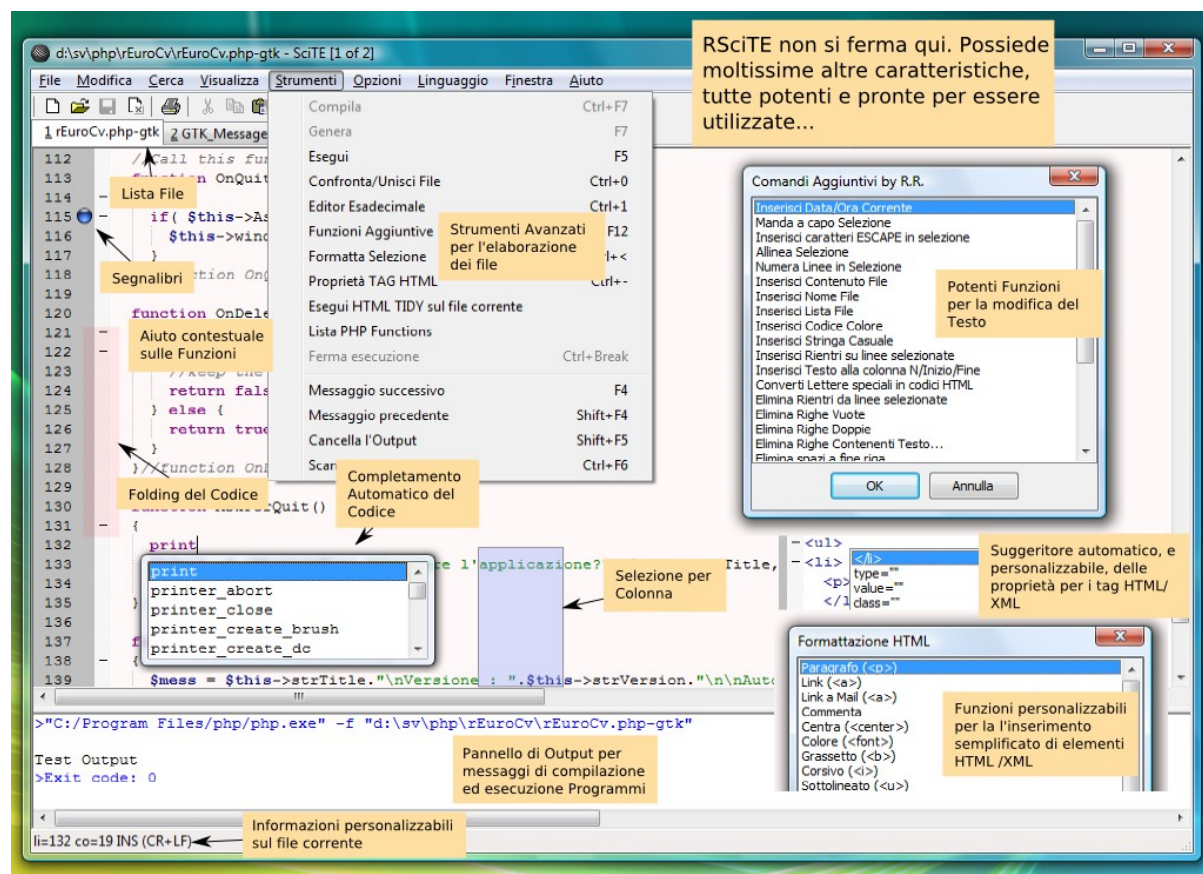 d:\sv\php\rEuroCv\rEuroCv.php-gtk - SciTE [1 of 2]
RSciTE non si ferma qui. Possiede
moltissime altre caratteristiche,
tutte potenti e pronte per essere
utilizzate...
File Modifica Cerca Visualizza Strumenti Opzioni Linguaggio Finestra Aiuto
1 rEuroCv.php-gtk 2 GTK_Message
Compila Ctrl+F7
Genera F7
Esegui F5
Confronta/Unisci File Ctrl+0
Editor Esadecimale Ctrl+1
Funzioni Aggiuntive F12
Formatta Selezione
Proprietà TAG HTML Ctrl+-
Esegui HTML TIDY sul file corrente
Lista PHP Functions
Ferma esecuzione Ctrl+Break
Messaggio successivo F4
Messaggio precedente Shift+F4
Cancella l'Output Shift+F5
Ctrl+F6
Strumenti Avanzati
per l'elaborazione
dei file
Lista File
Segnalibri
Aiuto contestuale
sulle Funzioni
Folding del Codice
Completamento
Automatico del
Codice
112 //Call this
113 function OnQuit
114 -
115 - if( $this->
116 $this->
117 }
118
119
120 function
121 -
122 -
123
124 return
125 } else {
126 return true
127 }
128 }//function
129
130 function
131 - {
132 print
133 l'applicazione?
134
135 }
136
137
138 - {
139 $mess = $this->strTitle."\nVersione : ".$this->strVersion."\n\n
print
printer_abort
printer_close
printer_create_brush
printer_create_dc
Selezione per
Colonna
Comandi Aggiuntivi by R.R.
Inserisci Data/Ora Corrente
Manda a capo Selezione
Inserisci caratteri ESCAPE in selezione
Allinea Selezione
Numera Linee in Selezione
Inserisci Contenuto File
Inserisci Nome File
Inserisci Lista File
Inserisci Codice Colore
Inserisci Stringa Casuale
Inserisci Rientri su linee selezionate
Inserisci Testo alla colonna N/Inizio/Fine
Converti Lettere speciali in codici HTML
Elimina Rientri da linee selezionate
Elimina Righe Vuote
Elimina Righe Doppie
Elimina Righe Contenenti Testo...
Elimina spazi a fine riga
OK Annulla
Potenti Funzioni
per la modifica del
Testo
<ul>
<li>
<p>
</li>
type=""
value=""
class=""
Suggeritore automatico, e
personalizzabile, delle
proprietà per i tag HTML/
XML
Formattazione HTML
Paragrafo (<p>)
Link (<a>)
Link a Mail (<a>)
Commenta
Centra (<center>)
Colore (<font>)
Grassetto (<b>)
Corsivo (<i>)
Sottolineato (<u>)
Funzioni personalizzabili
per la l'inserimento
semplificato di elementi
HTML /XML
>"C:/Program Files/php/php.exe" -f "d:\sv\php\rEuroCv\rEuroCv.php-gtk"
Test Output
>Exit code: 0
Pannello di Output per
messaggi di compilazione
ed esecuzione Programmi
Informazioni personalizzabili
sul file corrente
li=132 co=19 INS (CR+LF)